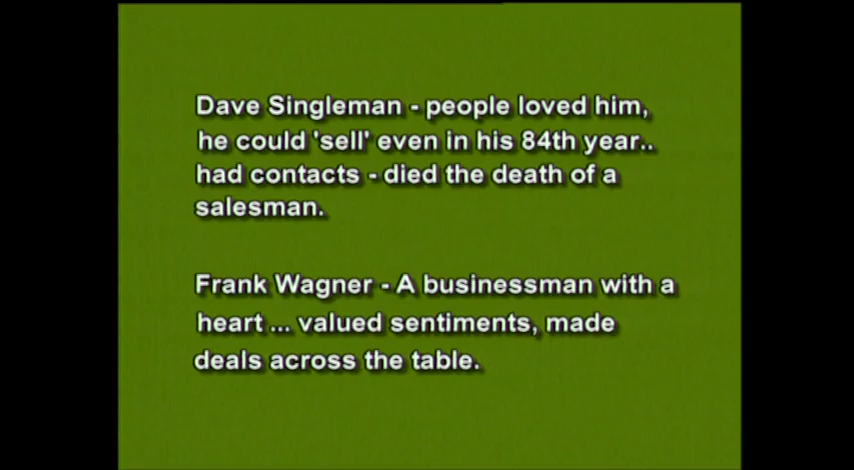 Dave Singleman - people loved him,
he could 'sell' even in his 84th year..
had contacts - died the death of a
salesman.
Frank Wagner - A businessman with a
heart ... valued sentiments, made
deals across the table.